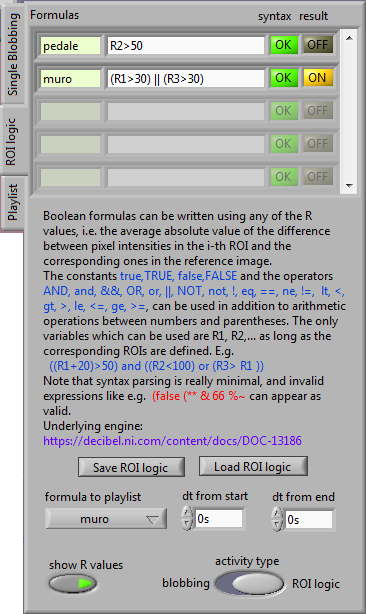 Formulas syntax result
Single Blobbing
ROI logic
Playlist
pedale R2>50 OK OFF
muro (R1>30) || (R3>30) OK ON
OK OFF
OK OFF
OK OFF
Boolean formulas can be written using any of the R
values, i.e. the average absolute value of the difference
between pixel intensities in the i-th ROI and the
corresponding ones in the reference image.
The constants true,TRUE, false,FALSE and the operators
AND, and, &&, OR, or, ||, NOT, not, !, eq, ==, ne, !=, lt, <,
gt, >, le, <=, ge, >=, can be used in addition to arithmetic
operations between numbers and parentheses. The only
variables which can be used are R1, R2,... as long as the
corresponding ROIs are defined. E.g.
((R1+20)>50) and ((R2<100) or (R3> R1 ))
Note that syntax parsing is really minimal, and invalid
expressions like e.g. (false (** & 66 %~ can appear as
valid.
Underlying engine:
https://decibel.ni.com/content/docs/DOC-13186
Save ROI logic Load ROI logic
formula to playlist dt from start dt from end
muro 0s 0s
show R values activity type
blobbing ROI logic